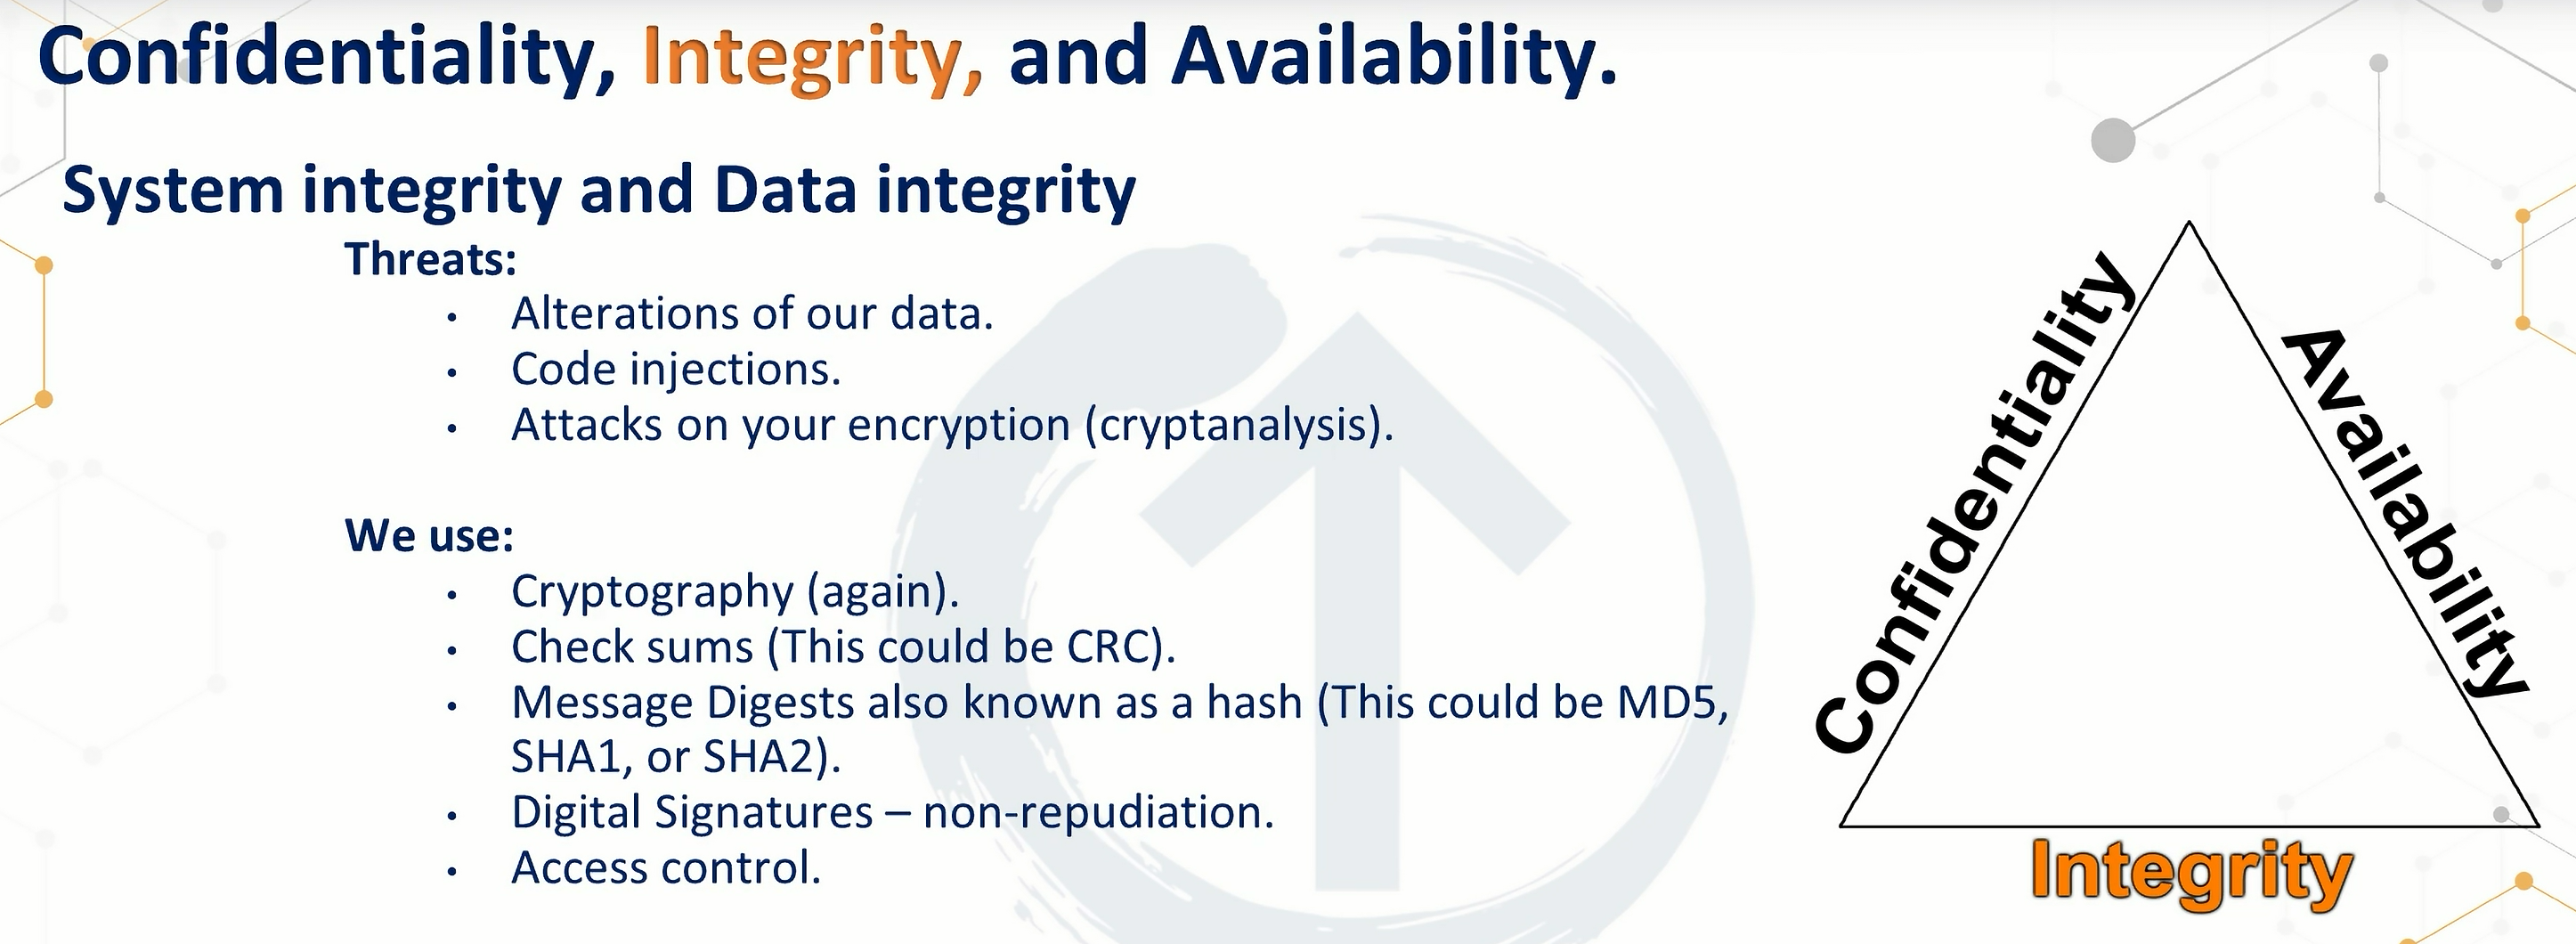 Confidentiality, Integrity, and Availability.
System integrity and Data integrity
Threats:
• Alterations of our data.
• Code injections.
• Attacks on your encryption (cryptanalysis).
We use:
• Cryptography (again).
• Check sums (This could be CRC).
• Message Digests also known as a hash (This could be MD5,
SHA1, or SHA2).
• Digital Signatures – non-repudiation.
• Access control.
Confidentiality
Availability
Integrity